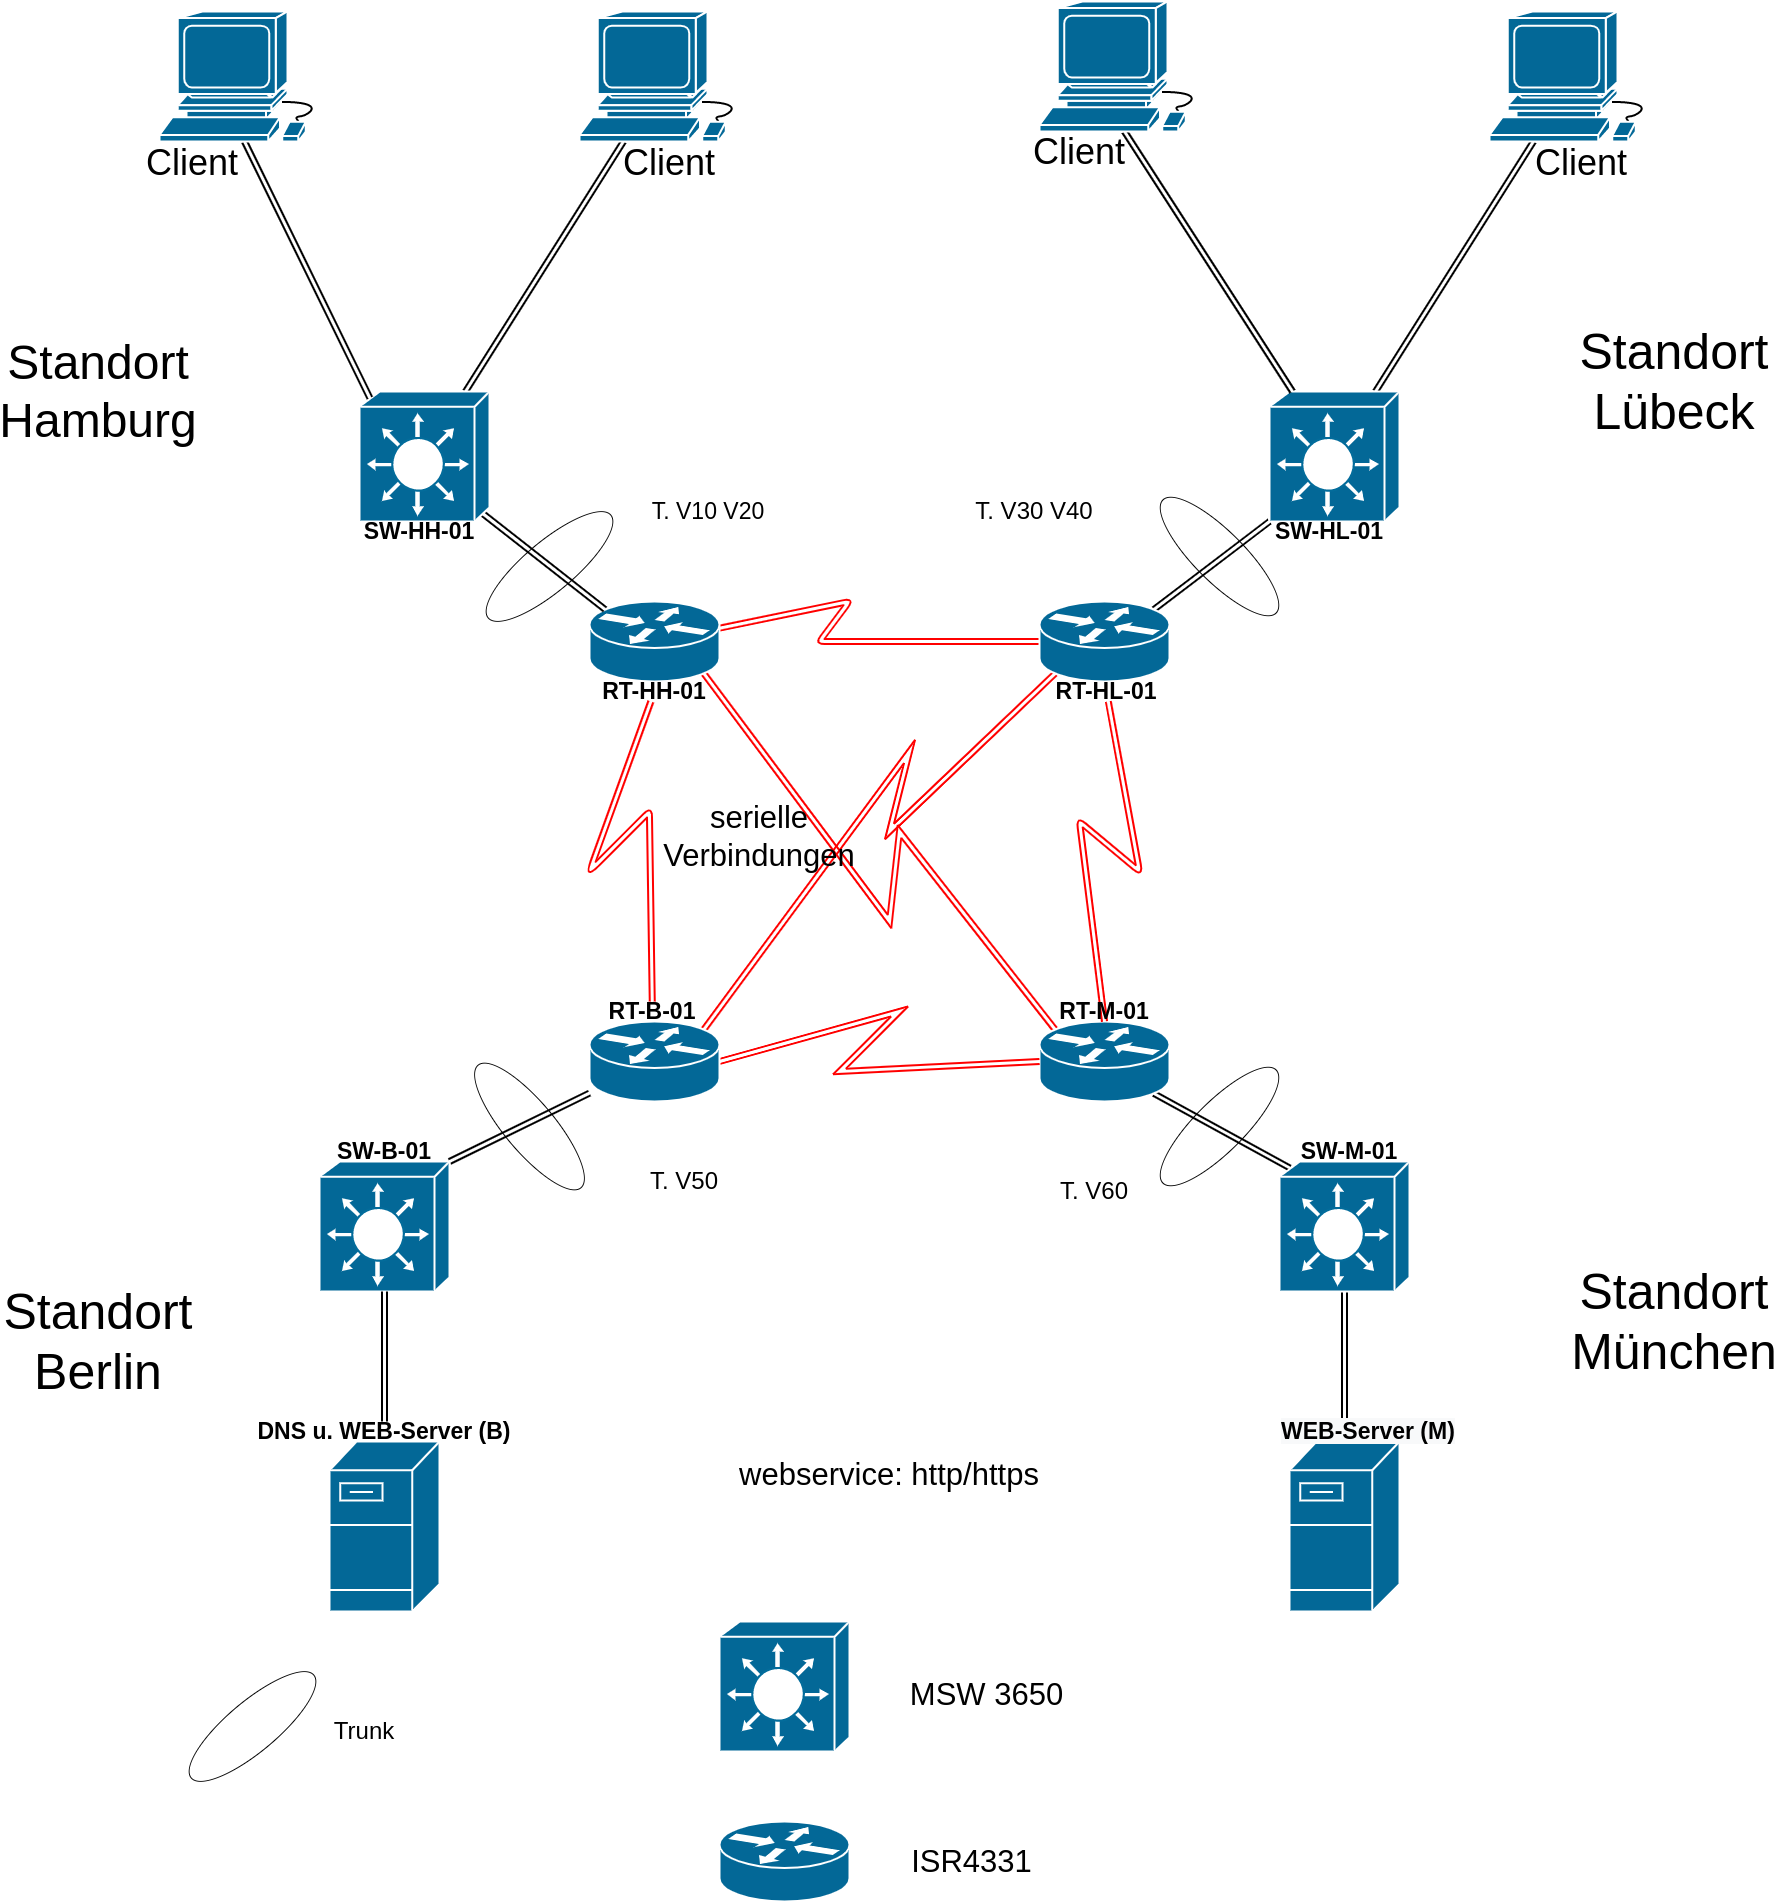 Client
Client
Client
Client
Standort
Hamburg
Standort
Lübeck
T. V10 V20
T. V30 V40
SW-HH-01
SW-HL-01
RT-HH-01
RT-HL-01
serielle
Verbindungen
RT-B-01
RT-M-01
SW-B-01
SW-M-01
T. V50
T. V60
Standort
Berlin
Standort
München
DNS u. WEB-Server (B)
WEB-Server (M)
webservice: http/https
MSW 3650
Trunk
ISR4331